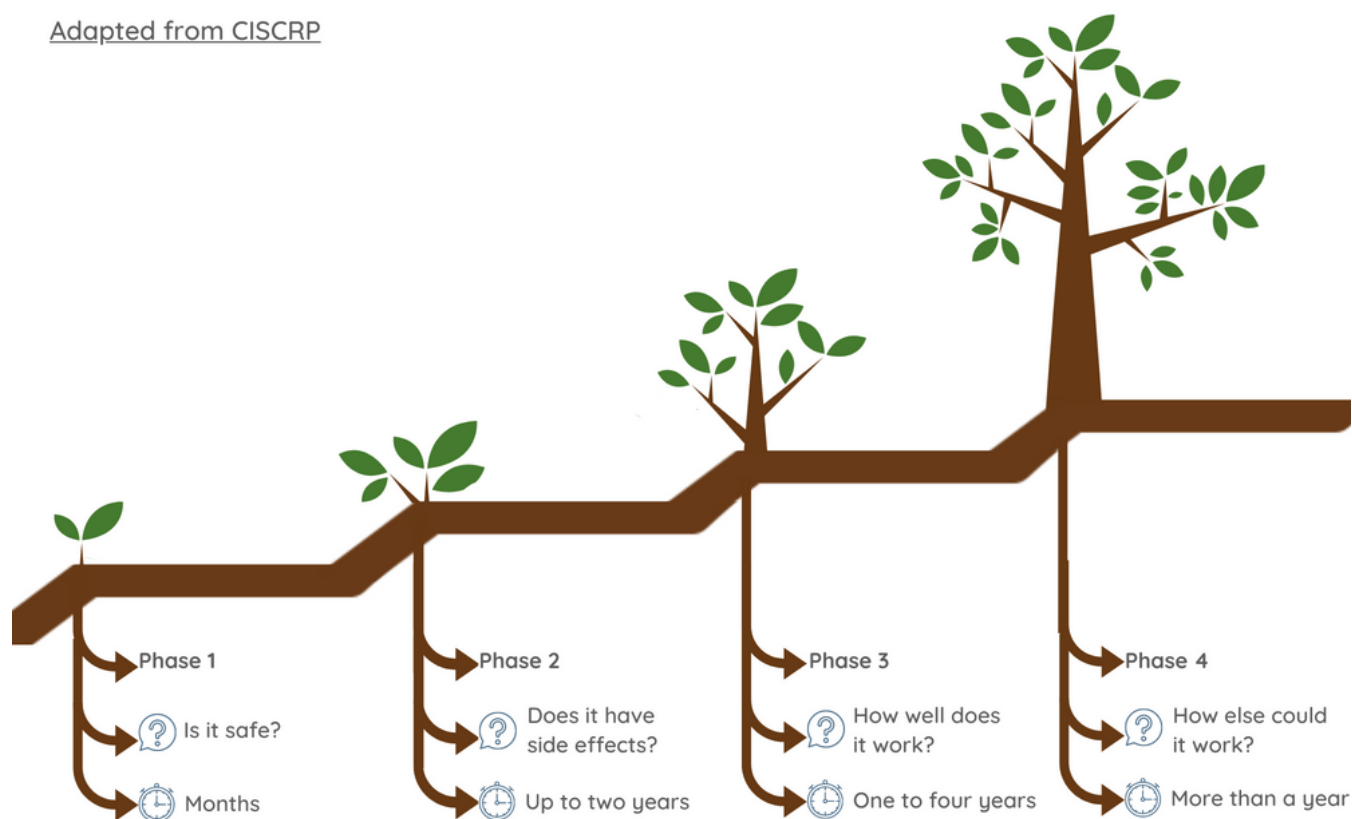 Adapted from CISCRP
Phase 1
Is it safe?
Months
Phase 2
Does it have
side effects?
Up to two years
Phase 3
How well does
it work?
One to four years
Phase 4
How else could
it work?
More than a year